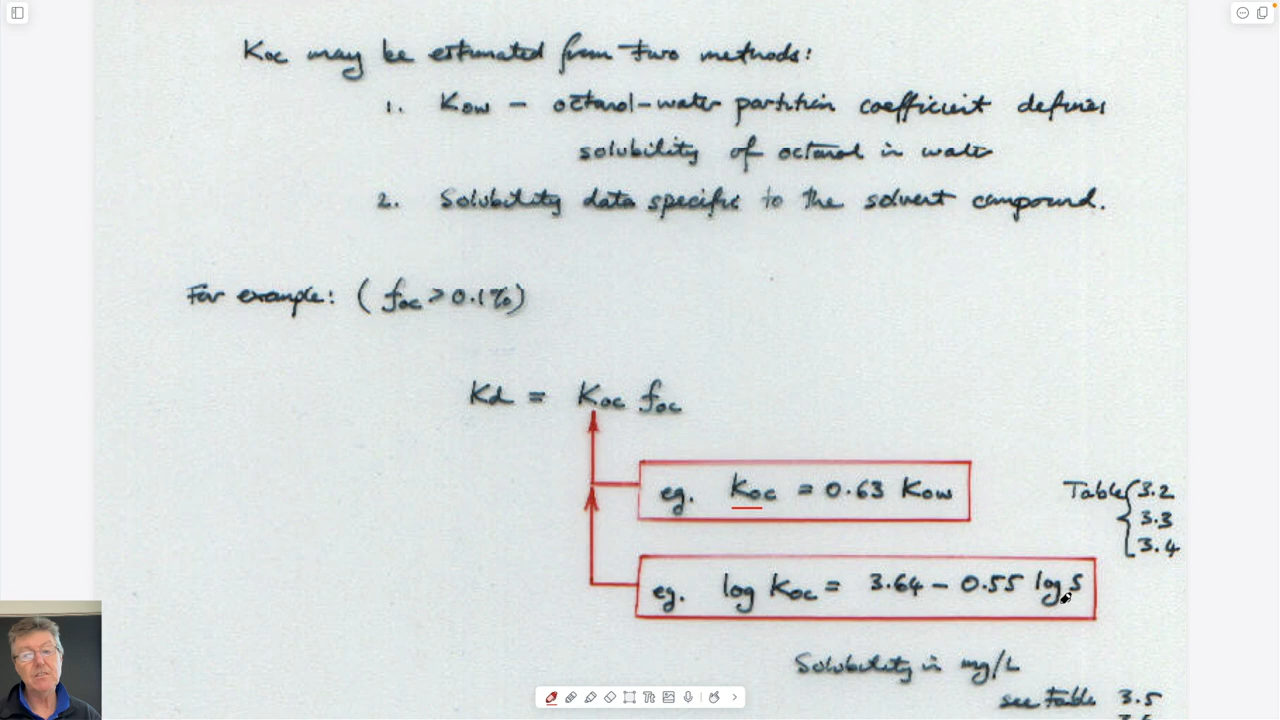 Koc may be estimated from two methods:
1. Kow - octanol-water partition coefficient defines
solubility of octanol in water
2. Solubility data specific to the solvent compound.
For example: (foc > 0.1%)
Kd = Koc foc
eg. Koc = 0.63 Kow
Table { 3.2
3.3
3.4
eg. log Koc = 3.64 - 0.55 log S
Solubility in mg/L
see Table 3.5